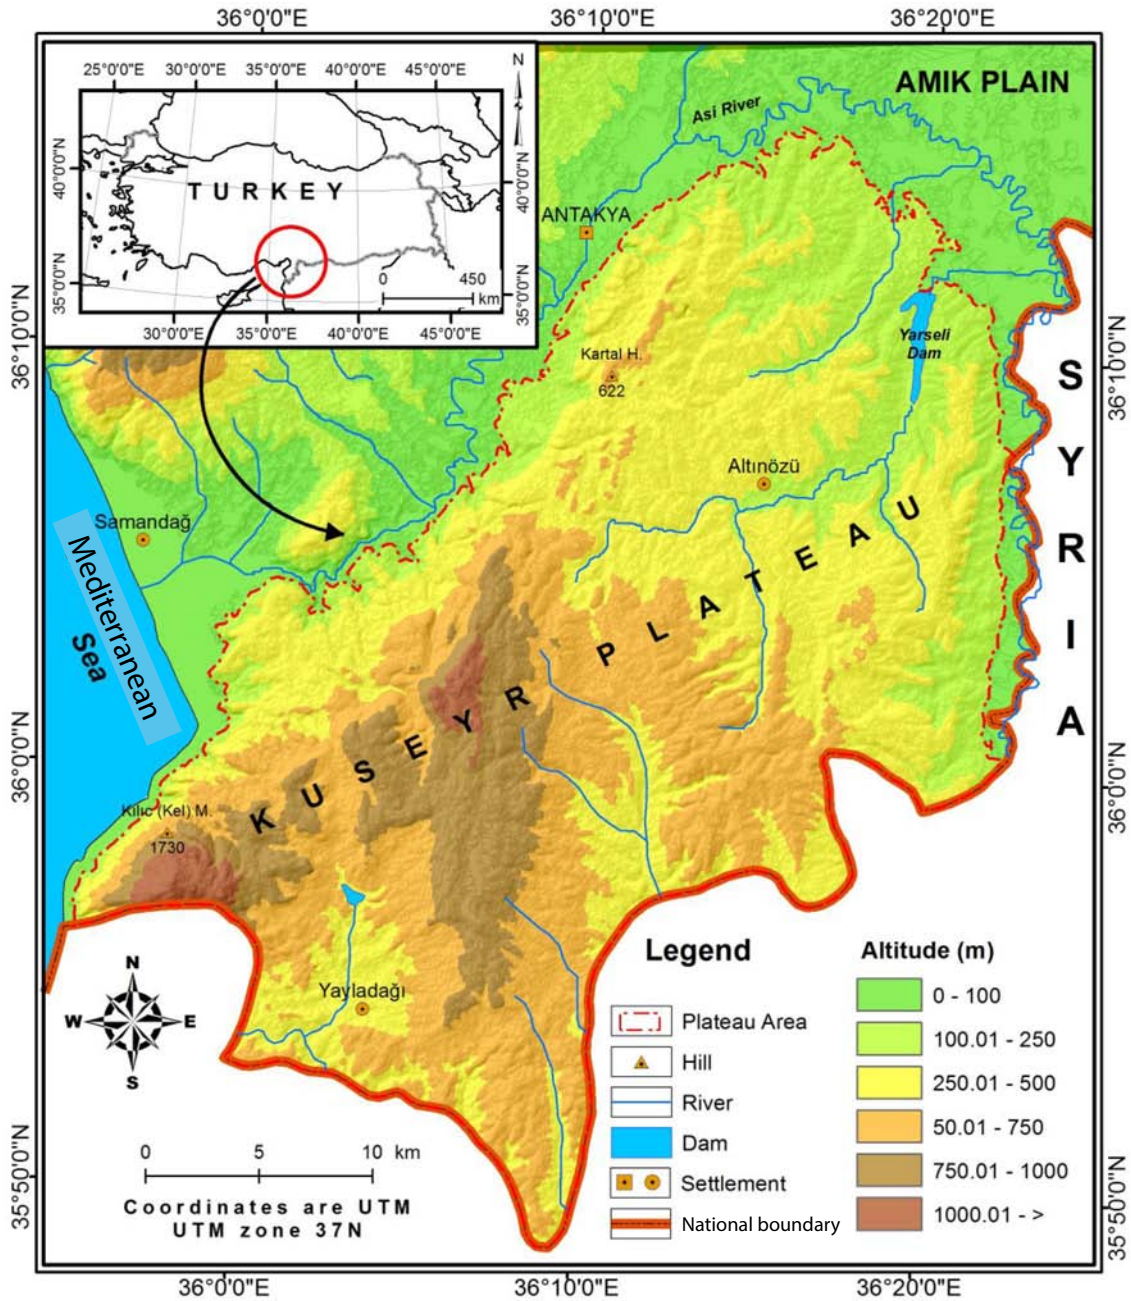 36°0'0"E
36°10'0"E
36°20'0"E
25°0'0"E
30°0'0"E
35°0'0"E
40°0'0"E
45°0'0"E
N
40°0'0"N
40°0'0"N
TURKEY
35°0'0"N
35°0'0"N
0
450
km
30°0'0"E
35°0'0"E
40°0'0"E
45°0'0"E
AMIK PLAIN
Asi River
ANTAKYA
36°10'0"N
36°10'0"N
Yarseli
Dam
Kartal H.
622
Altınözü
Samandağ
Mediterranean
Sea
SYRIA
KUSEYR PLATEAU
36°0'0"N
36°0'0"N
Kılıc (Kel) M.
1730
Yayladağı
N
W
E
S
0
5
10 km
Coordinates are UTM
UTM zone 37N
Legend
Plateau Area
Hill
River
Dam
Settlement
National boundary
Altitude (m)
0 - 100
100.01 - 250
250.01 - 500
50.01 - 750
750.01 - 1000
1000.01 - >
35°50'0"N
35°50'0"N
36°0'0"E
36°10'0"E
36°20'0"E